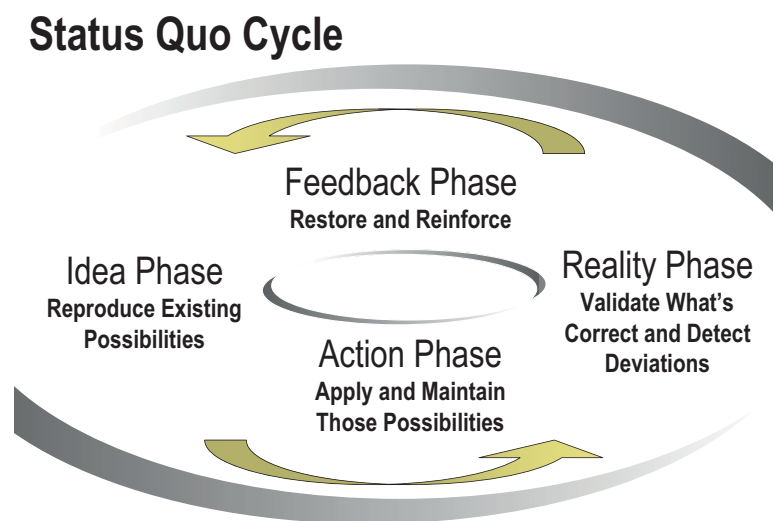 Status Quo Cycle
Feedback Phase
Restore and Reinforce
Idea Phase
Reproduce Existing
Possibilities
Reality Phase
Validate What's
Correct and Detect
Deviations
Action Phase
Apply and Maintain
Those Possibilities